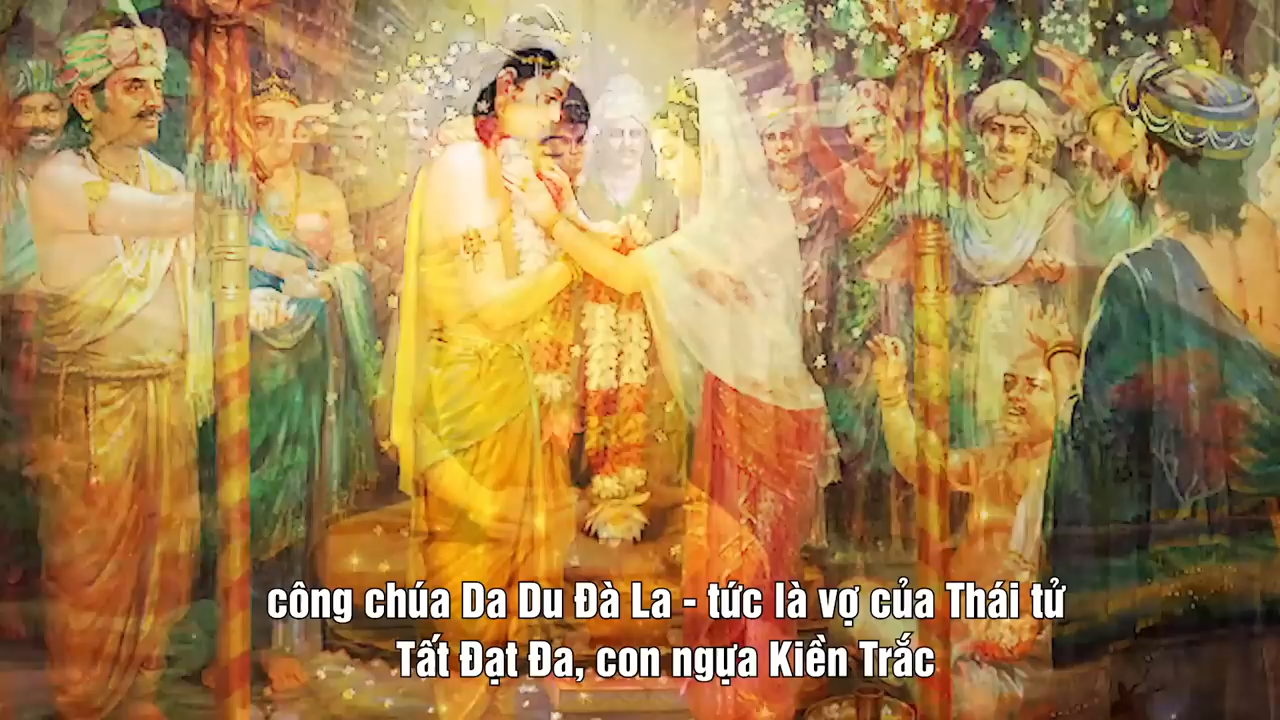 công chúa Da Du Đà La - tức là vợ của Thái tử
Tất Đạt Đa, con ngựa Kiền Trắc